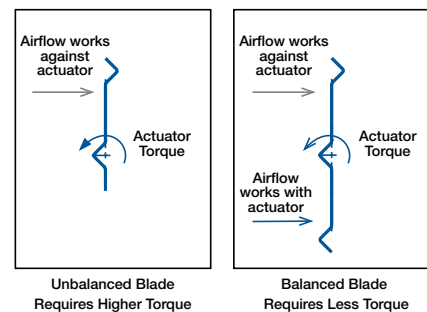 Airflow works
against
actuator
Actuator
Torque
Unbalanced Blade
Requires Higher Torque
Airflow works
against
actuator
Actuator
Torque
Airflow
works with
actuator
Balanced Blade
Requires Less Torque